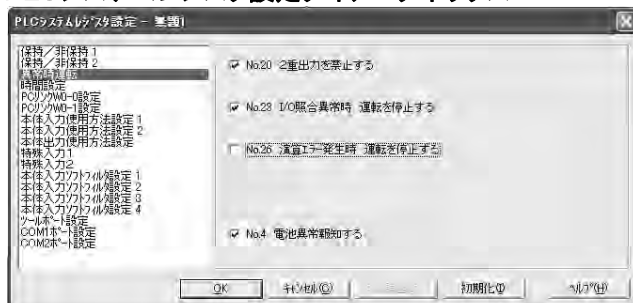 PLCシステムレジスタ設定 - 無題1
保持/非保持 1
保持/非保持 2
異常時運転
時間設定
PCリンクW0-0設定
PCリンクW0-1設定
本体入力使用方法設定 1
本体入力使用方法設定 2
本体出力使用方法設定
特殊入力1
特殊入力2
本体入力ソフトフィルタ設定 1
本体入力ソフトフィルタ設定 2
本体入力ソフトフィルタ設定 3
本体入力ソフトフィルタ設定 4
ツールポート設定
COM1ポート設定
COM2ポート設定
No.20 2重出力を禁止する
No.23 I/O照合異常時 運転を停止する
No.26 演算エラー発生時 運転を停止する
No.4 電池異常報知する
OK
キャンセル(C)
初期化(I)
ヘルプ(H)